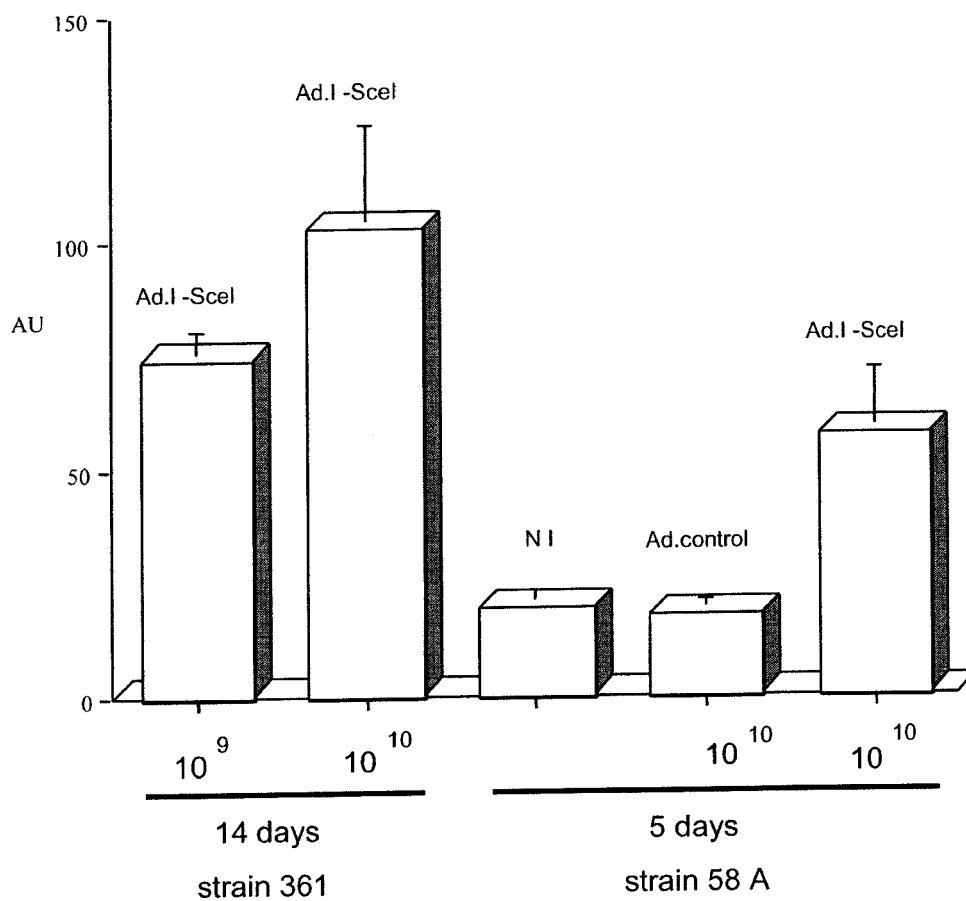 150
Ad.I -SceI
100
Ad.I -SceI
AU
Ad.I -SceI
50
N I
Ad.control
0
10 9
10 10
10 10
10 10
14 days
5 days
strain 361
strain 58 A